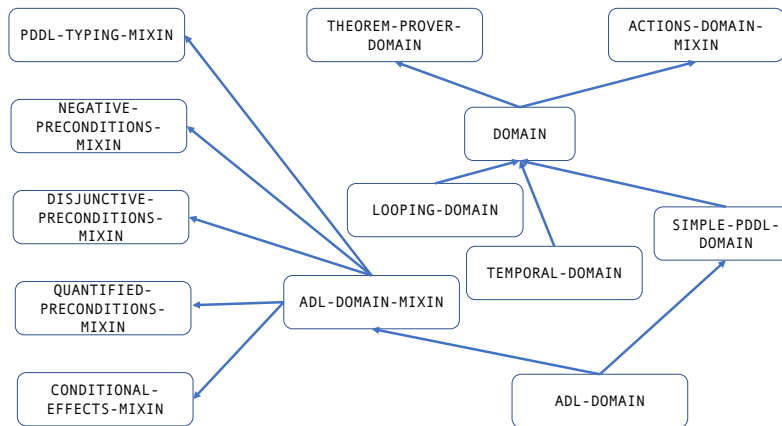 PDDL-TYPING-MIXIN
THEOREM-PROVER-
DOMAIN
ACTIONS-DOMAIN-
MIXIN
NEGATIVE-
PRECONDITIONS-
MIXIN
DOMAIN
DISJUNCTIVE-
PRECONDITIONS-
MIXIN
LOOPING-DOMAIN
SIMPLE-PDDL-
DOMAIN
TEMPORAL-DOMAIN
QUANTIFIED-
PRECONDITIONS-
MIXIN
ADL-DOMAIN-MIXIN
CONDITIONAL-
EFFECTS-MIXIN
ADL-DOMAIN